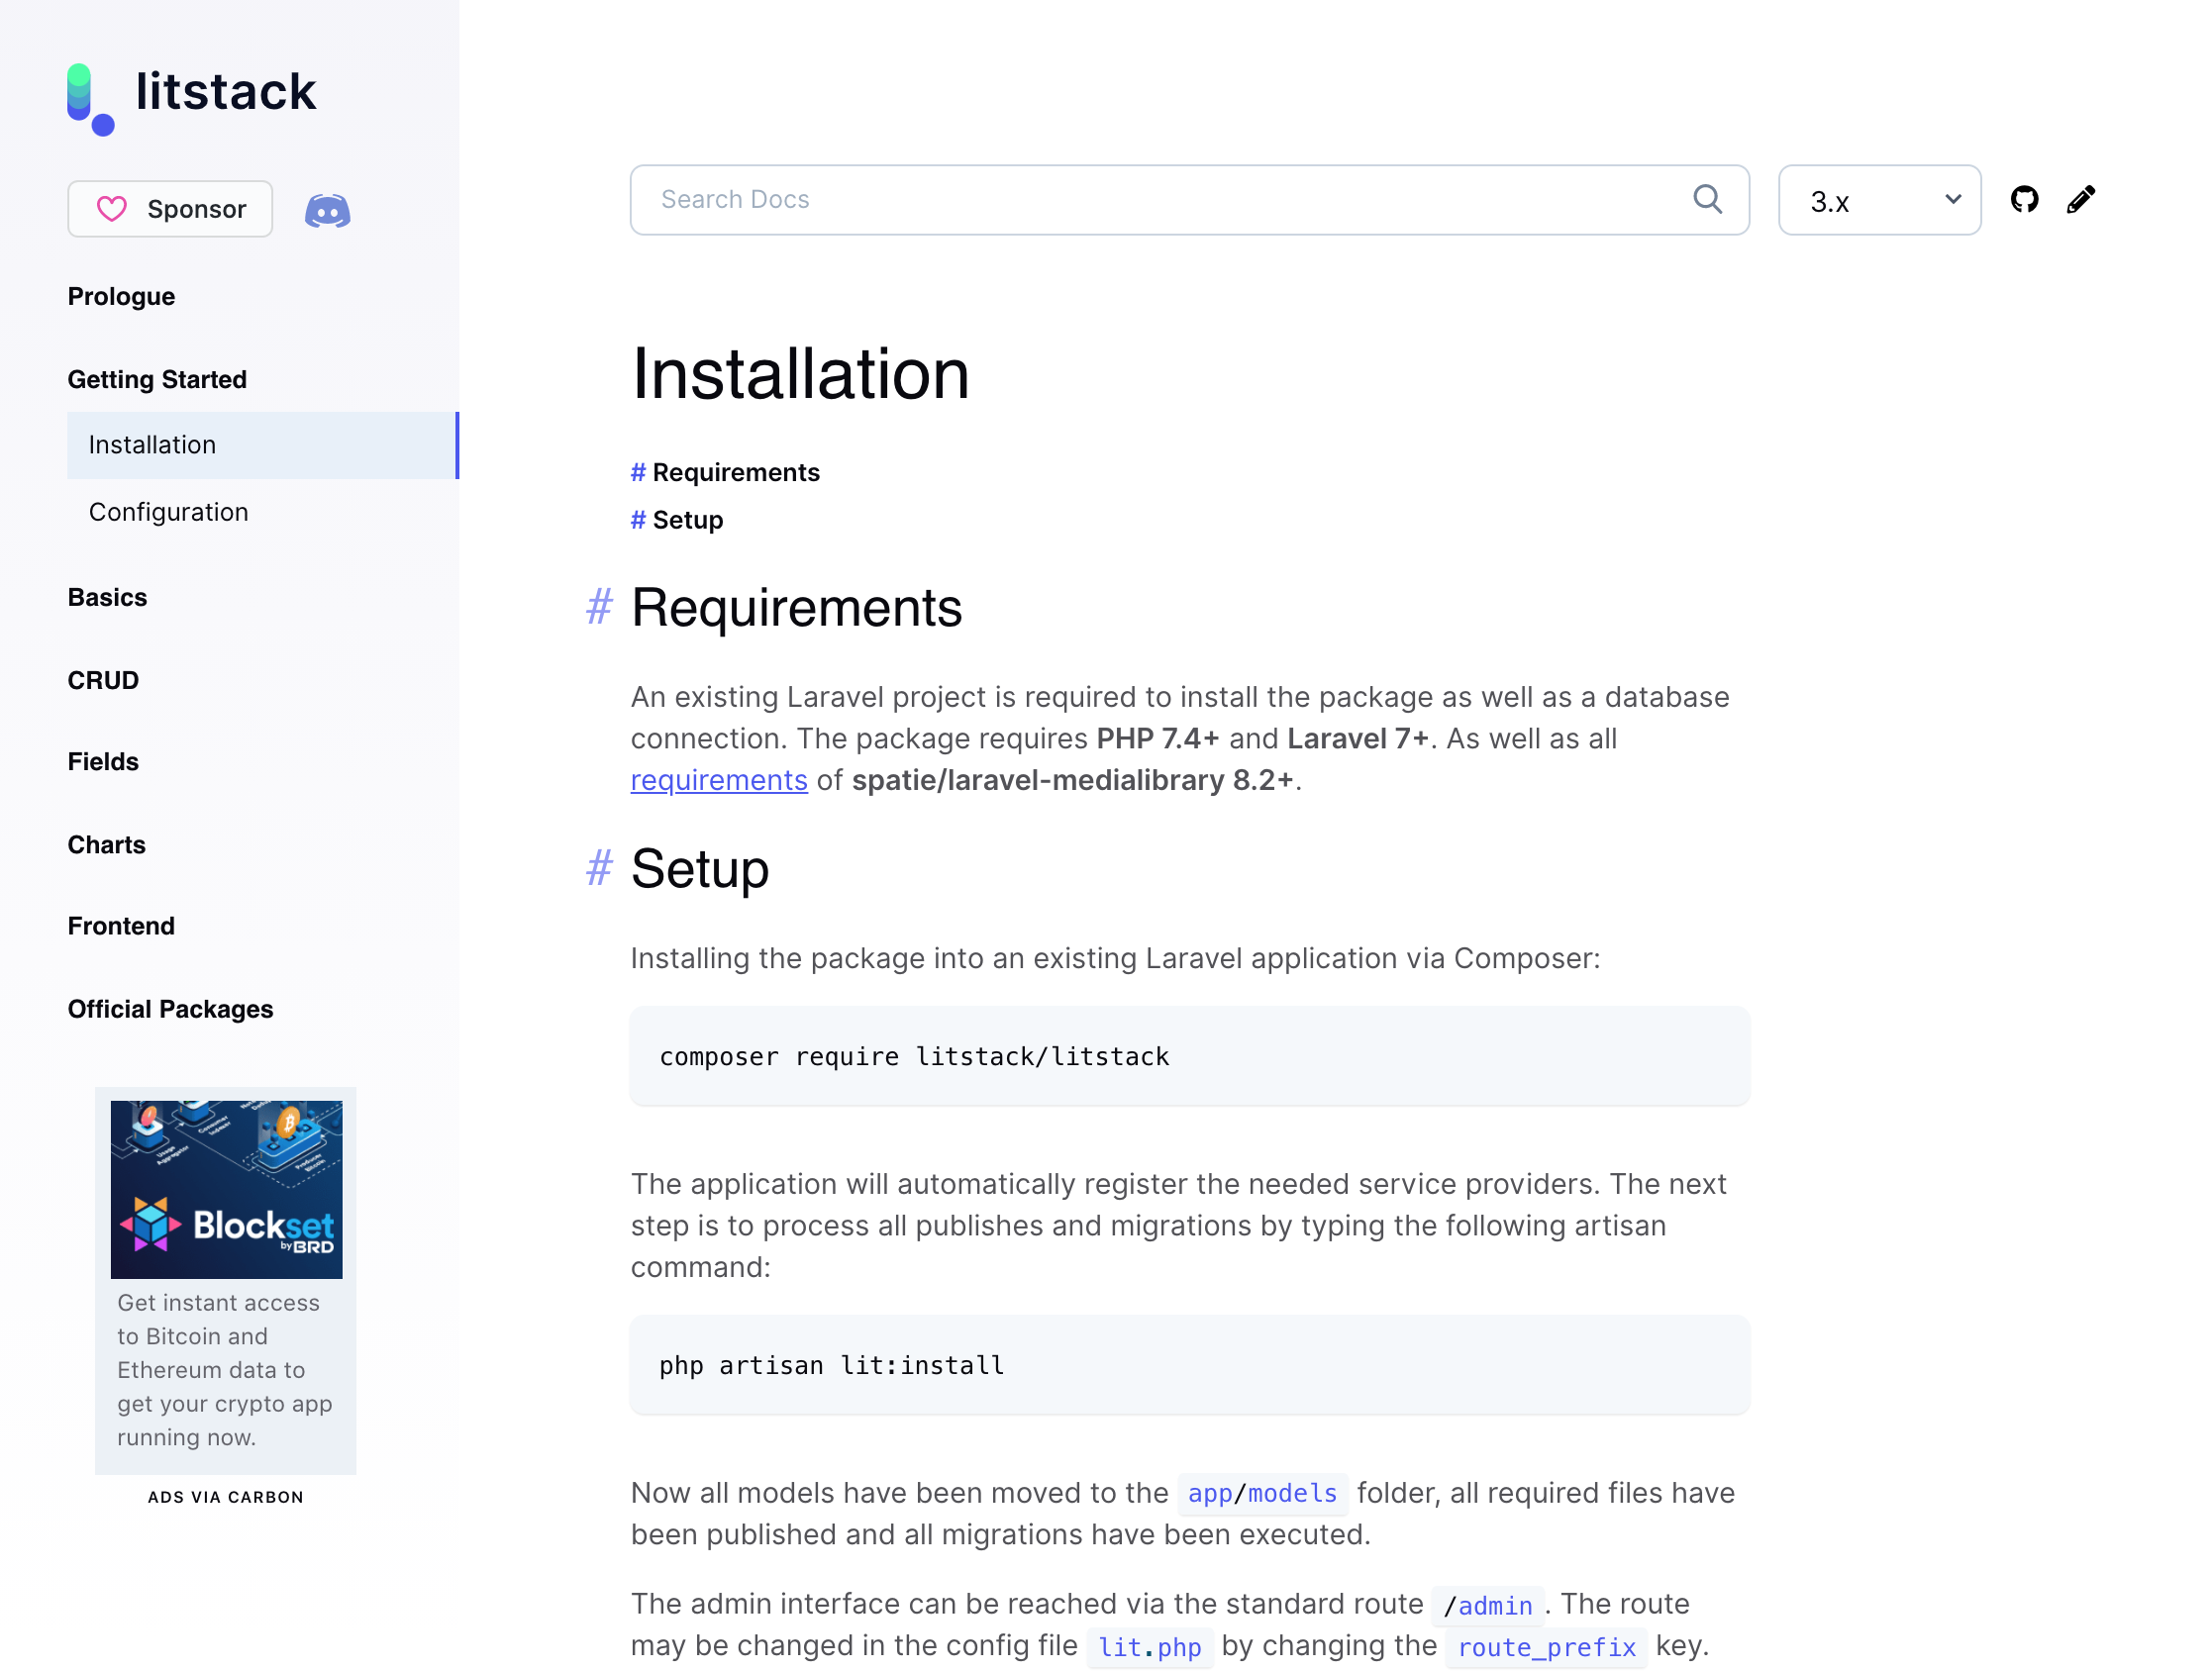 litstack
Sponsor
Prologue
Getting Started
Installation
Configuration
Basics
CRUD
Fields
Charts
Frontend
Official Packages
Usage
Aggregator
Consumer
Indexer
Producer
Bitcoin
Blockset
by BRD
Get instant access
to Bitcoin and
Ethereum data to
get your crypto app
running now.
ADS VIA CARBON
Search Docs
3.x
Installation
# Requirements
# Setup
# Requirements
An existing Laravel project is required to install the package as well as a database
connection. The package requires PHP 7.4+ and Laravel 7+. As well as all
requirements of spatie/laravel-medialibrary 8.2+.
# Setup
Installing the package into an existing Laravel application via Composer:
composer require litstack/litstack
The application will automatically register the needed service providers. The next
step is to process all publishes and migrations by typing the following artisan
command:
php artisan lit:install
Now all models have been moved to the app/models folder, all required files have
been published and all migrations have been executed.
The admin interface can be reached via the standard route /admin. The route
may be changed in the config file lit.php by changing the route_prefix key.